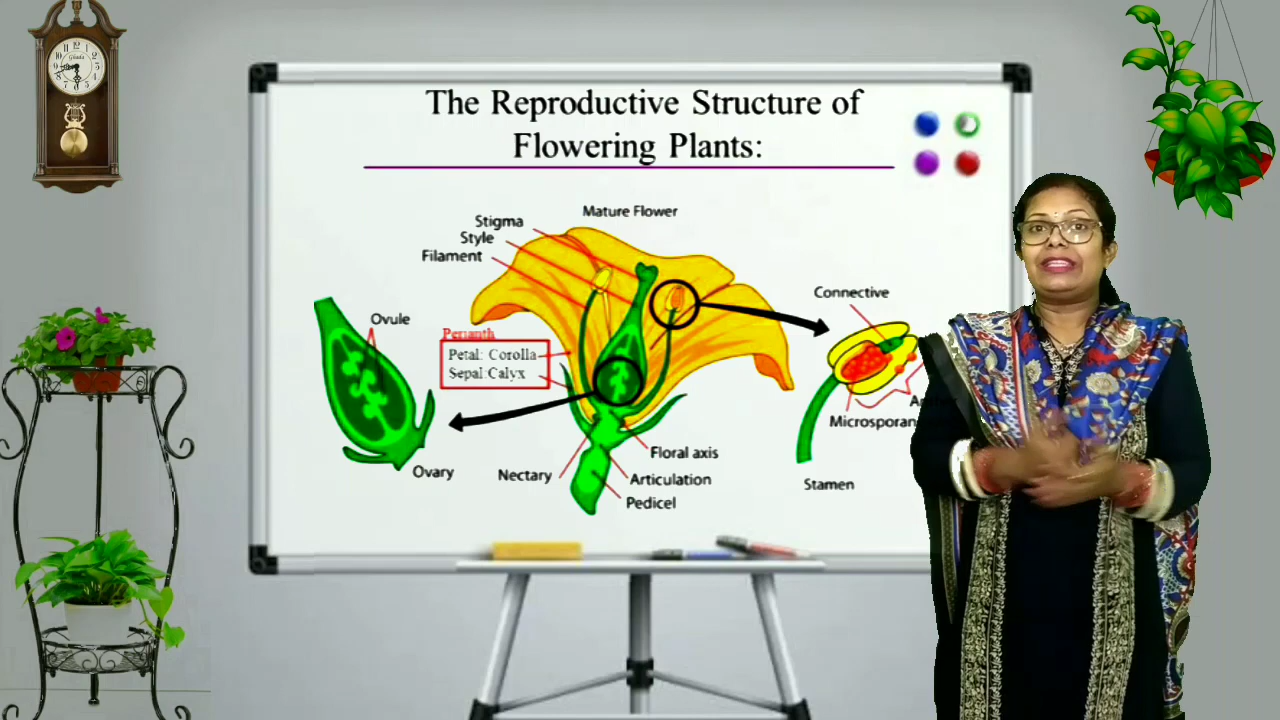 The Reproductive Structure of
Flowering Plants:
Mature Flower
Stigma
Style
Filament
Connective
Ovule
Perianth
Petal: Corolla
Sepal:Calyx
Microsporan
Floral axis
Ovary
Nectary
Articulation
Stamen
Pedicel